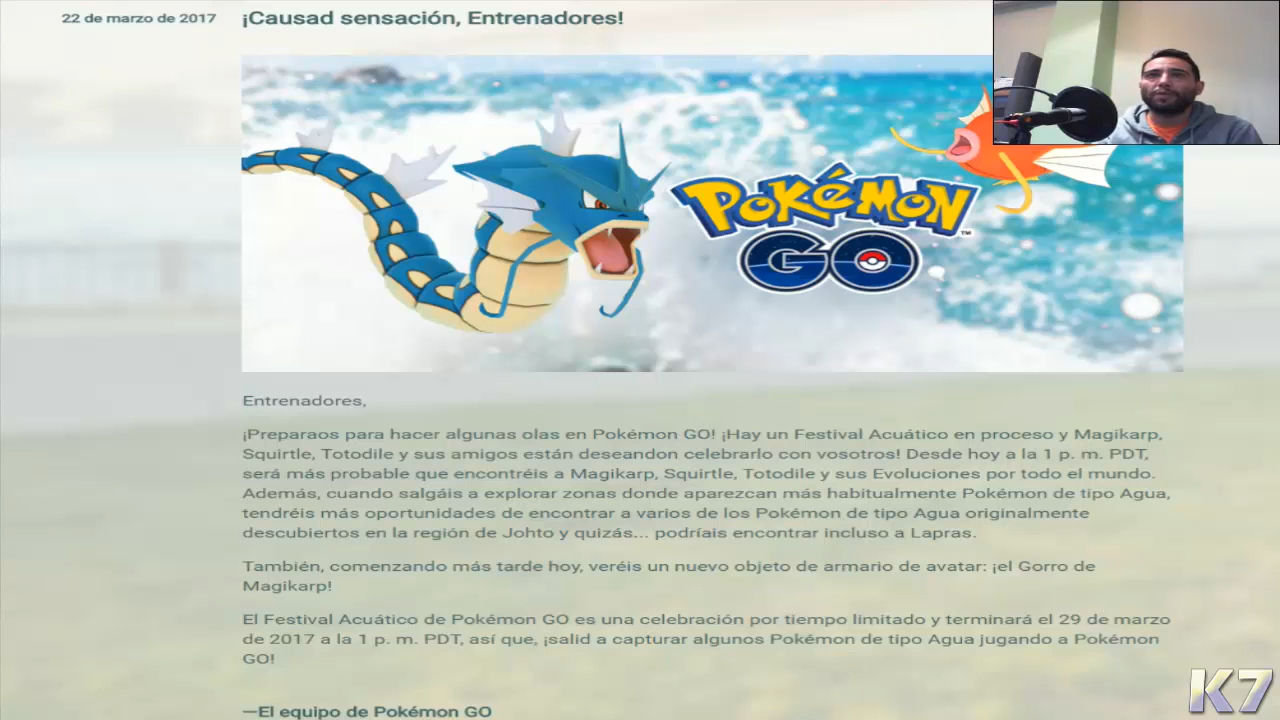 22 de marzo de 2017
¡Causad sensación, Entrenadores!
POKÉMON
GO
™
Entrenadores,
¡Preparaos para hacer algunas olas en Pokémon GO! ¡Hay un Festival Acuático en proceso y Magikarp,
Squirtle, Totodile y sus amigos están deseandon celebrarlo con vosotros! Desde hoy a la 1 p. m. PDT,
será más probable que encontréis a Magikarp, Squirtle, Totodile y sus Evoluciones por todo el mundo.
Además, cuando salgáis a explorar zonas donde aparezcan más habitualmente Pokémon de tipo Agua,
tendréis más oportunidades de encontrar a varios de los Pokémon de tipo Agua originalmente
descubiertos en la región de Johto y quizás... podríais encontrar incluso a Lapras.
También, comenzando más tarde hoy, veréis un nuevo objeto de armario de avatar: ¡el Gorro de
Magikarp!
El Festival Acuático de Pokémon GO es una celebración por tiempo limitado y terminará el 29 de marzo
de 2017 a la 1 p. m. PDT, así que, ¡salid a capturar algunos Pokémon de tipo Agua jugando a Pokémon
GO!
—El equipo de Pokémon GO
K7